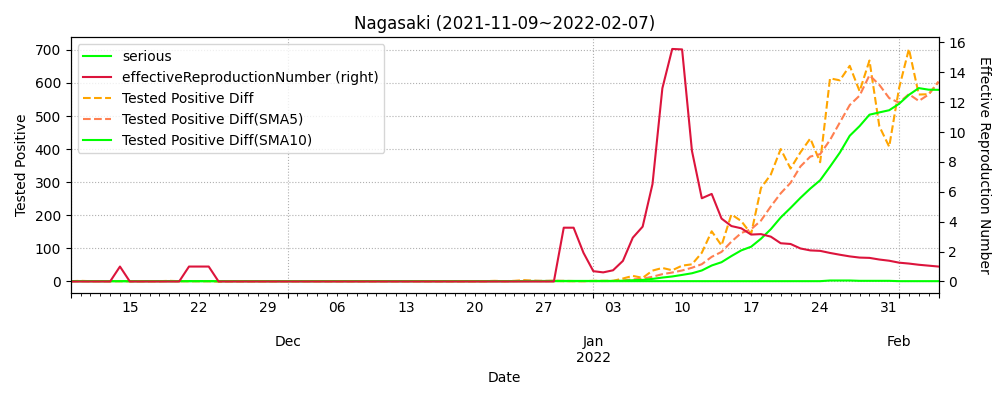 Nagasaki (2021-11-09~2022-02-07)
serious
effectiveReproductionNumber (right)
Tested Positive Diff
Tested Positive Diff(SMA5)
Tested Positive Diff(SMA10)
Tested Positive
700
600
500
400
300
200
100
0
16
14
12
10
8
6
4
2
0
Effective Reproduction Number
15 22 29 06 13 20 27 03 10 17 24 31
Dec Jan Feb
2022
Date